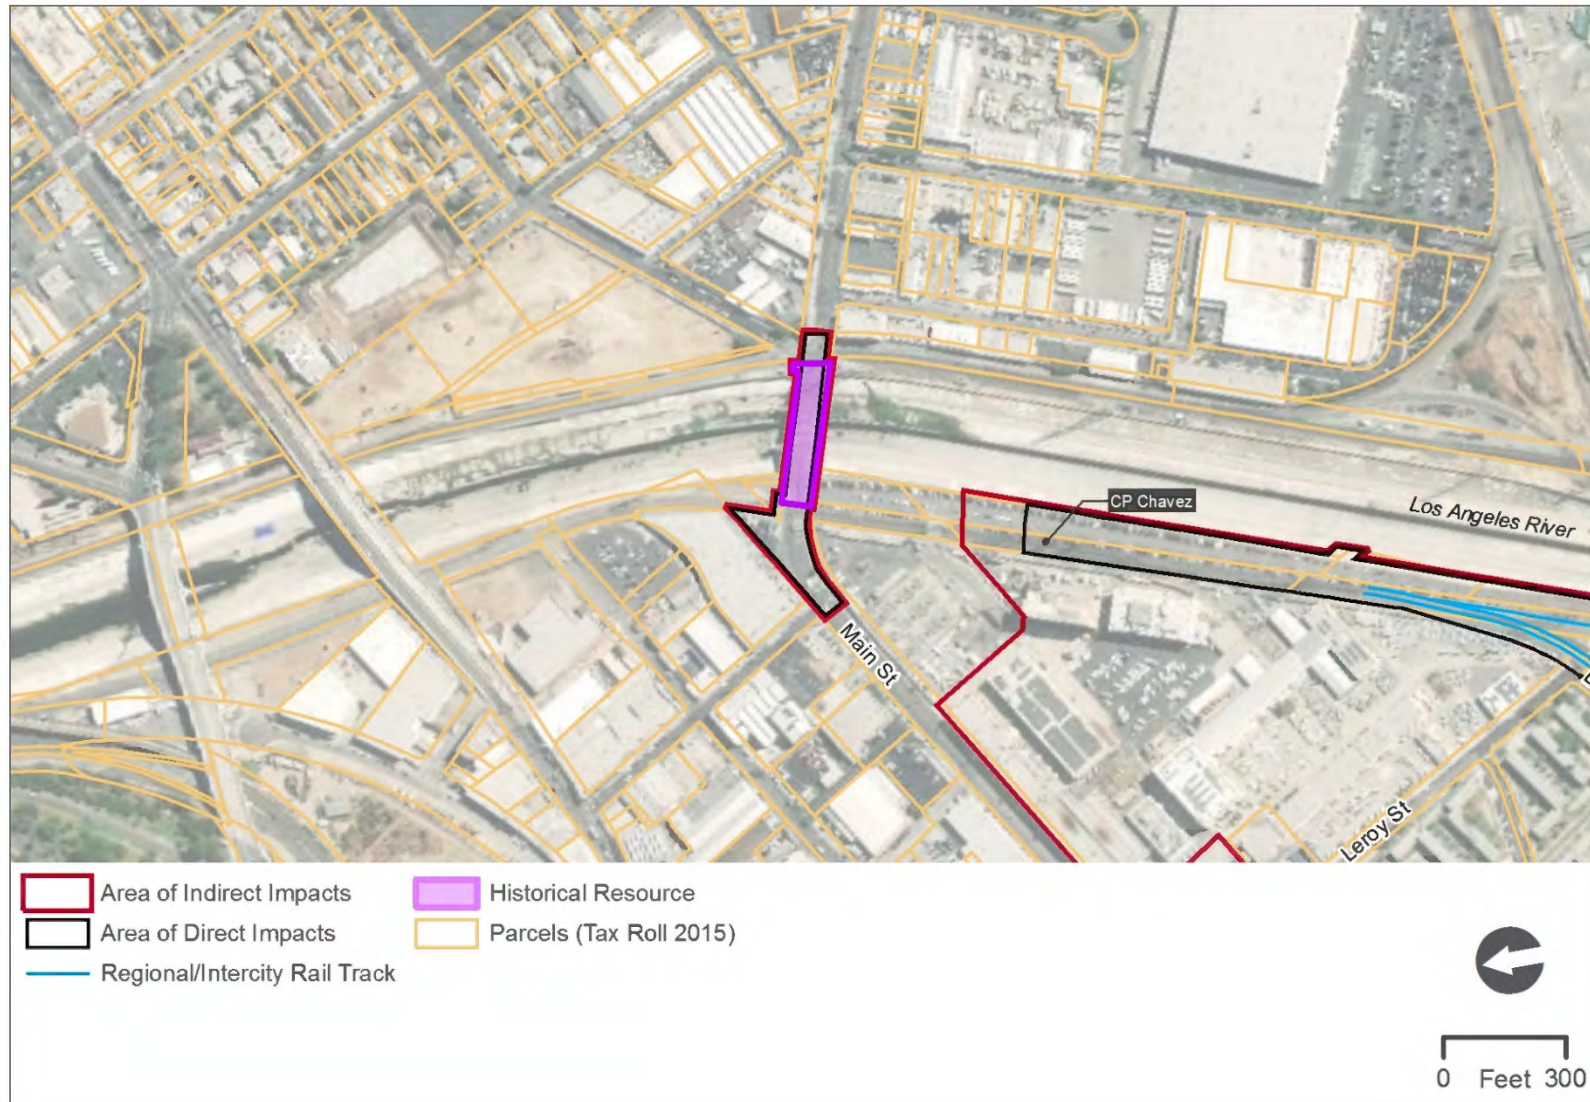 CP Chavez
Los Angeles River
Main St
Leroy St
Area of Indirect Impacts
Historical Resource
Area of Direct Impacts
Parcels (Tax Roll 2015)
Regional/Intercity Rail Track
0 Feet 300